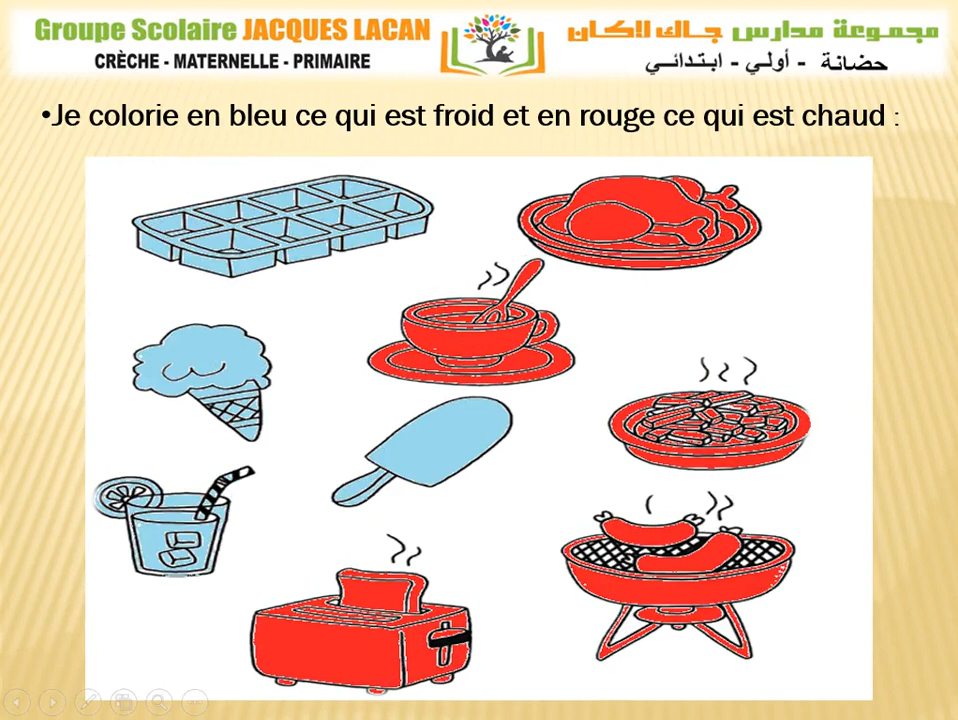 Groupe Scolaire JACQUES LACAN
CRÈCHE - MATERNELLE - PRIMAIRE
مجموعة مدارس جاك لاكان
حضانة - أولي - ابتدائي
•Je colorie en bleu ce qui est froid et en rouge ce qui est chaud :